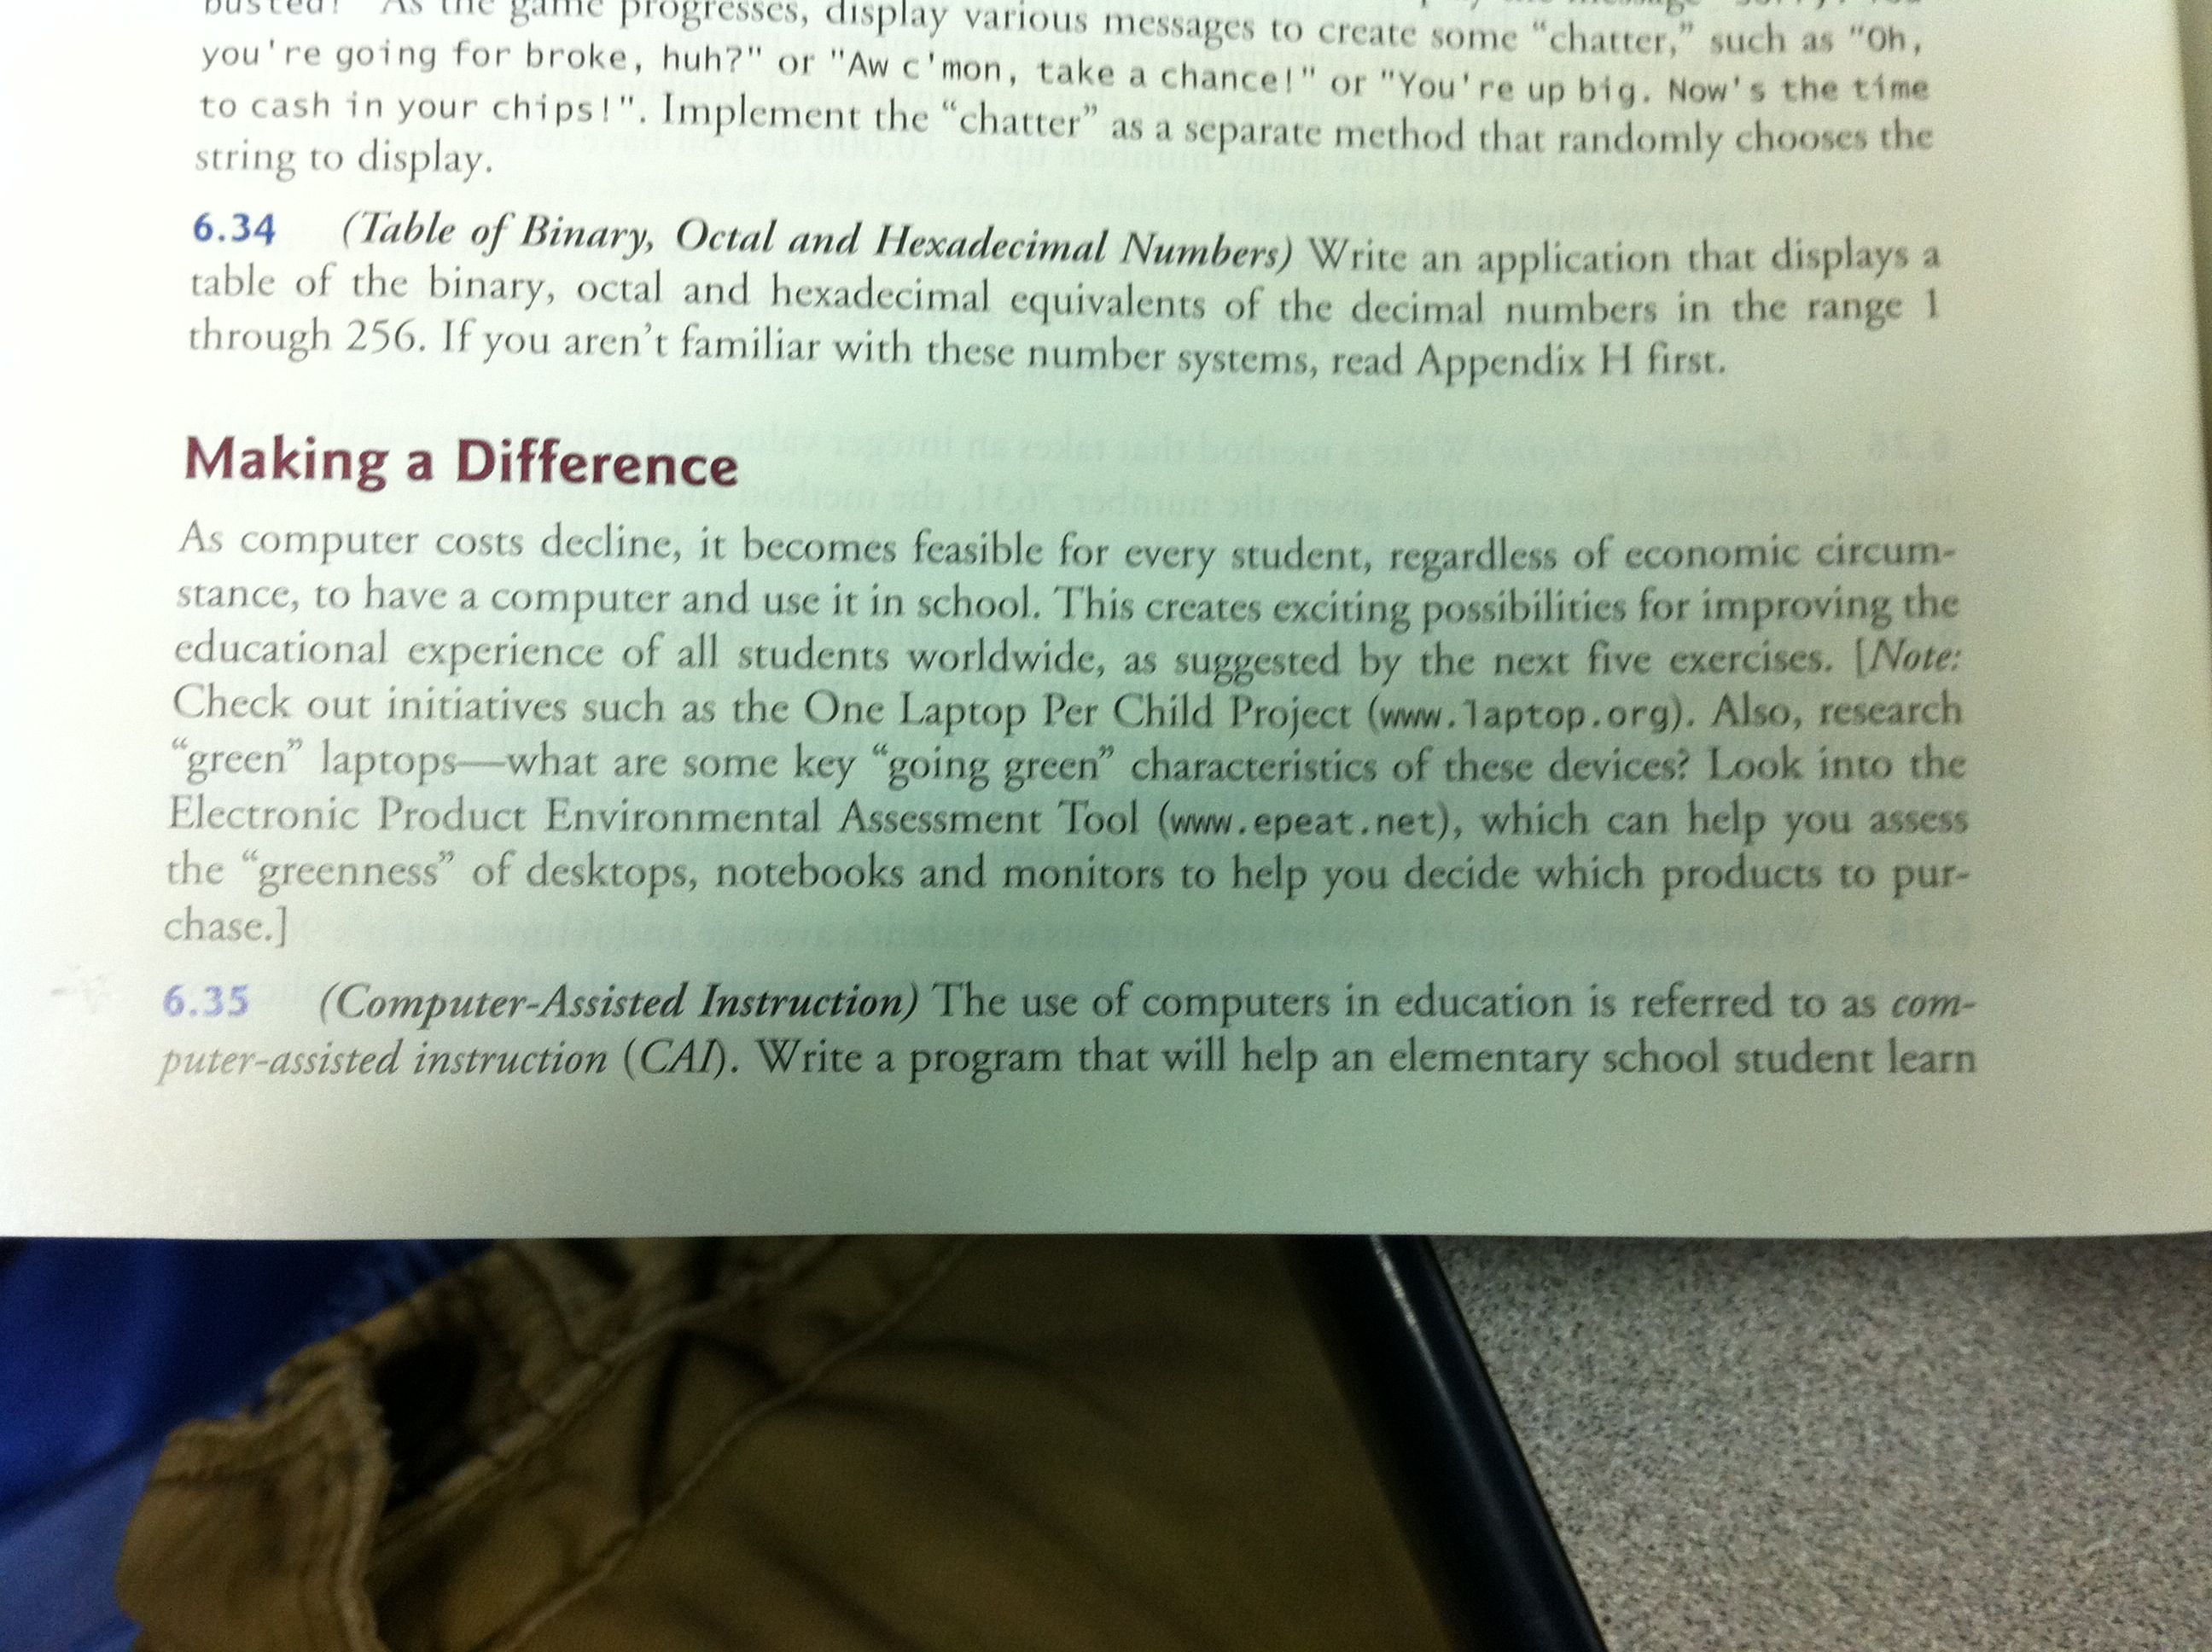 busted!" As the game progresses, display various messages to create some “chatter,” such as "Oh,
you're going for broke, huh?" or "Aw c'mon, take a chance!" or "You're up big. Now's the time
to cash in your chips!". Implement the “chatter” as a separate method that randomly chooses the
string to display.
6.34 (Table of Binary, Octal and Hexadecimal Numbers) Write an application that displays a
table of the binary, octal and hexadecimal equivalents of the decimal numbers in the range 1
through 256. If you aren’t familiar with these number systems, read Appendix H first.
Making a Difference
As computer costs decline, it becomes feasible for every student, regardless of economic circum-
stance, to have a computer and use it in school. This creates exciting possibilities for improving the
educational experience of all students worldwide, as suggested by the next five exercises. [Note:
Check out initiatives such as the One Laptop Per Child Project (www.laptop.org). Also, research
“green” laptops—what are some key “going green” characteristics of these devices? Look into the
Electronic Product Environmental Assessment Tool (www.epeat.net), which can help you assess
the “greenness” of desktops, notebooks and monitors to help you decide which products to pur-
chase.]
6.35 (Computer-Assisted Instruction) The use of computers in education is referred to as com-
puter-assisted instruction (CAI). Write a program that will help an elementary school student learn